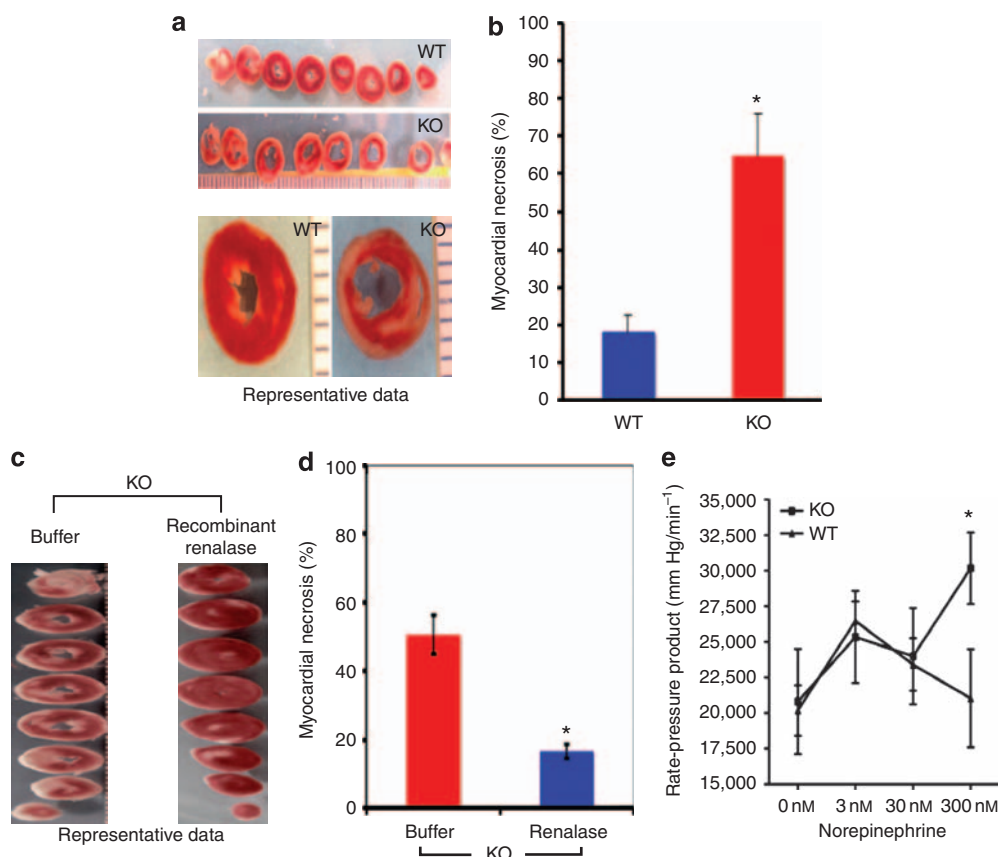 a
WT
KO
WT
KO
Representative data
b
Myocardial necrosis (%)
100
90
80
70
60
50
40
30
20
10
0
*
WT
KO
c
KO
Buffer
Recombinant
renalase
Representative data
d
Myocardial necrosis (%)
100
80
60
40
20
0
*
Buffer
Renalase
KO
e
Rate-pressure product (mm Hg/min⁻¹)
35,000
32,500
30,000
27,500
25,000
22,500
20,000
17,500
15,000
KO
WT
*
0 nM
3 nM
30 nM
300 nM
Norepinephrine